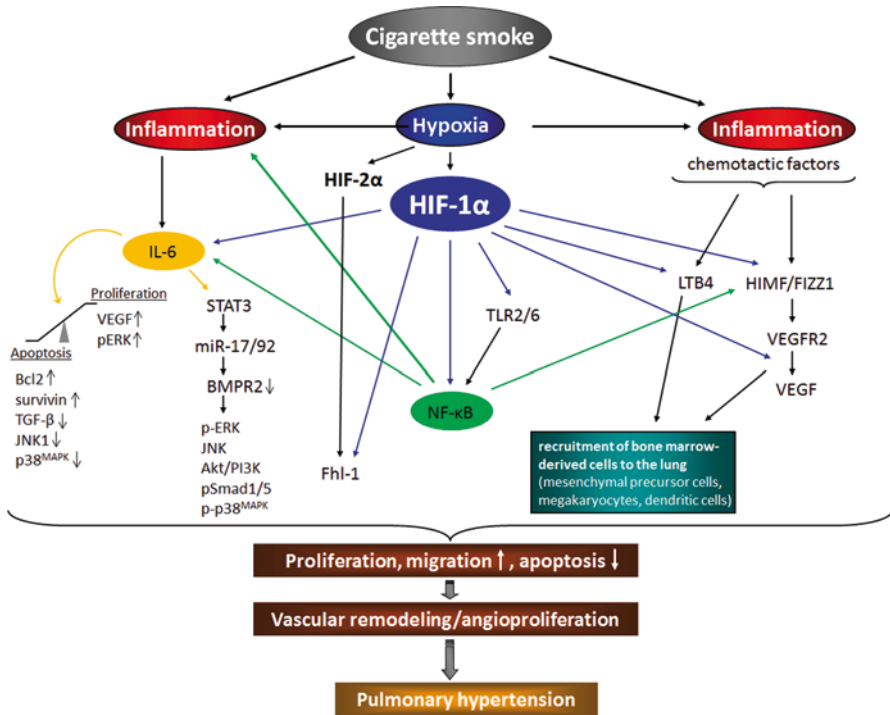 Cigarette smoke
Inflammation
Hypoxia
Inflammation
chemotactic factors
HIF-2α
HIF-1α
IL-6
LTB4
HIMF/FIZZ1
Proliferation
VEGF↑
pERK↑
STAT3
TLR2/6
miR-17/92
VEGFR2
Apoptosis
Bcl2↑
survivin↑
TGF-β↓
JNK1↓
p38MAPK↓
BMPR2↓
VEGF
NF-κB
p-ERK
JNK
Akt/PI3K
pSmad1/5
p-p38MAPK
Fhl-1
recruitment of bone marrow-
derived cells to the lung
(mesenchymal precursor cells,
megakaryocytes, dendritic cells)
Proliferation, migration↑, apoptosis↓
Vascular remodeling/angioproliferation
Pulmonary hypertension